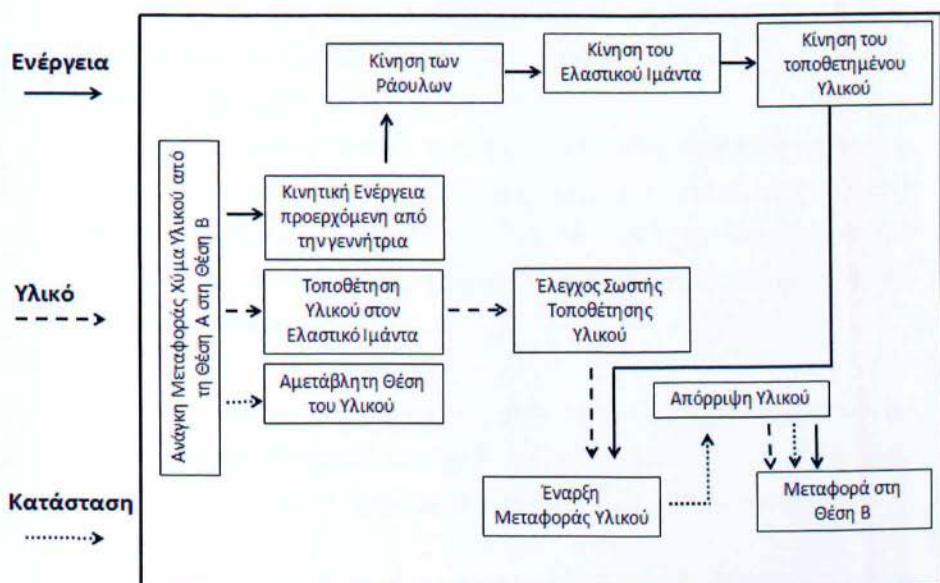 Ενέργεια
Υλικό
Κατάσταση
Ανάγκη Μεταφοράς Χύμα Υλικού από
τη Θέση Α στη Θέση Β
Κίνηση των
Ράουλων
Κίνηση του
Ελαστικού Ιμάντα
Κίνηση του
τοποθετημένου
Υλικού
Κινητική Ενέργεια
προερχόμενη από
την γεννήτρια
Τοποθέτηση
Υλικού στον
Ελαστικό Ιμάντα
Έλεγχος Σωστής
Τοποθέτησης
Υλικού
Αμετάβλητη Θέση
του Υλικού
Απόρριψη Υλικού
Έναρξη
Μεταφοράς Υλικού
Μεταφορά στη
Θέση Β